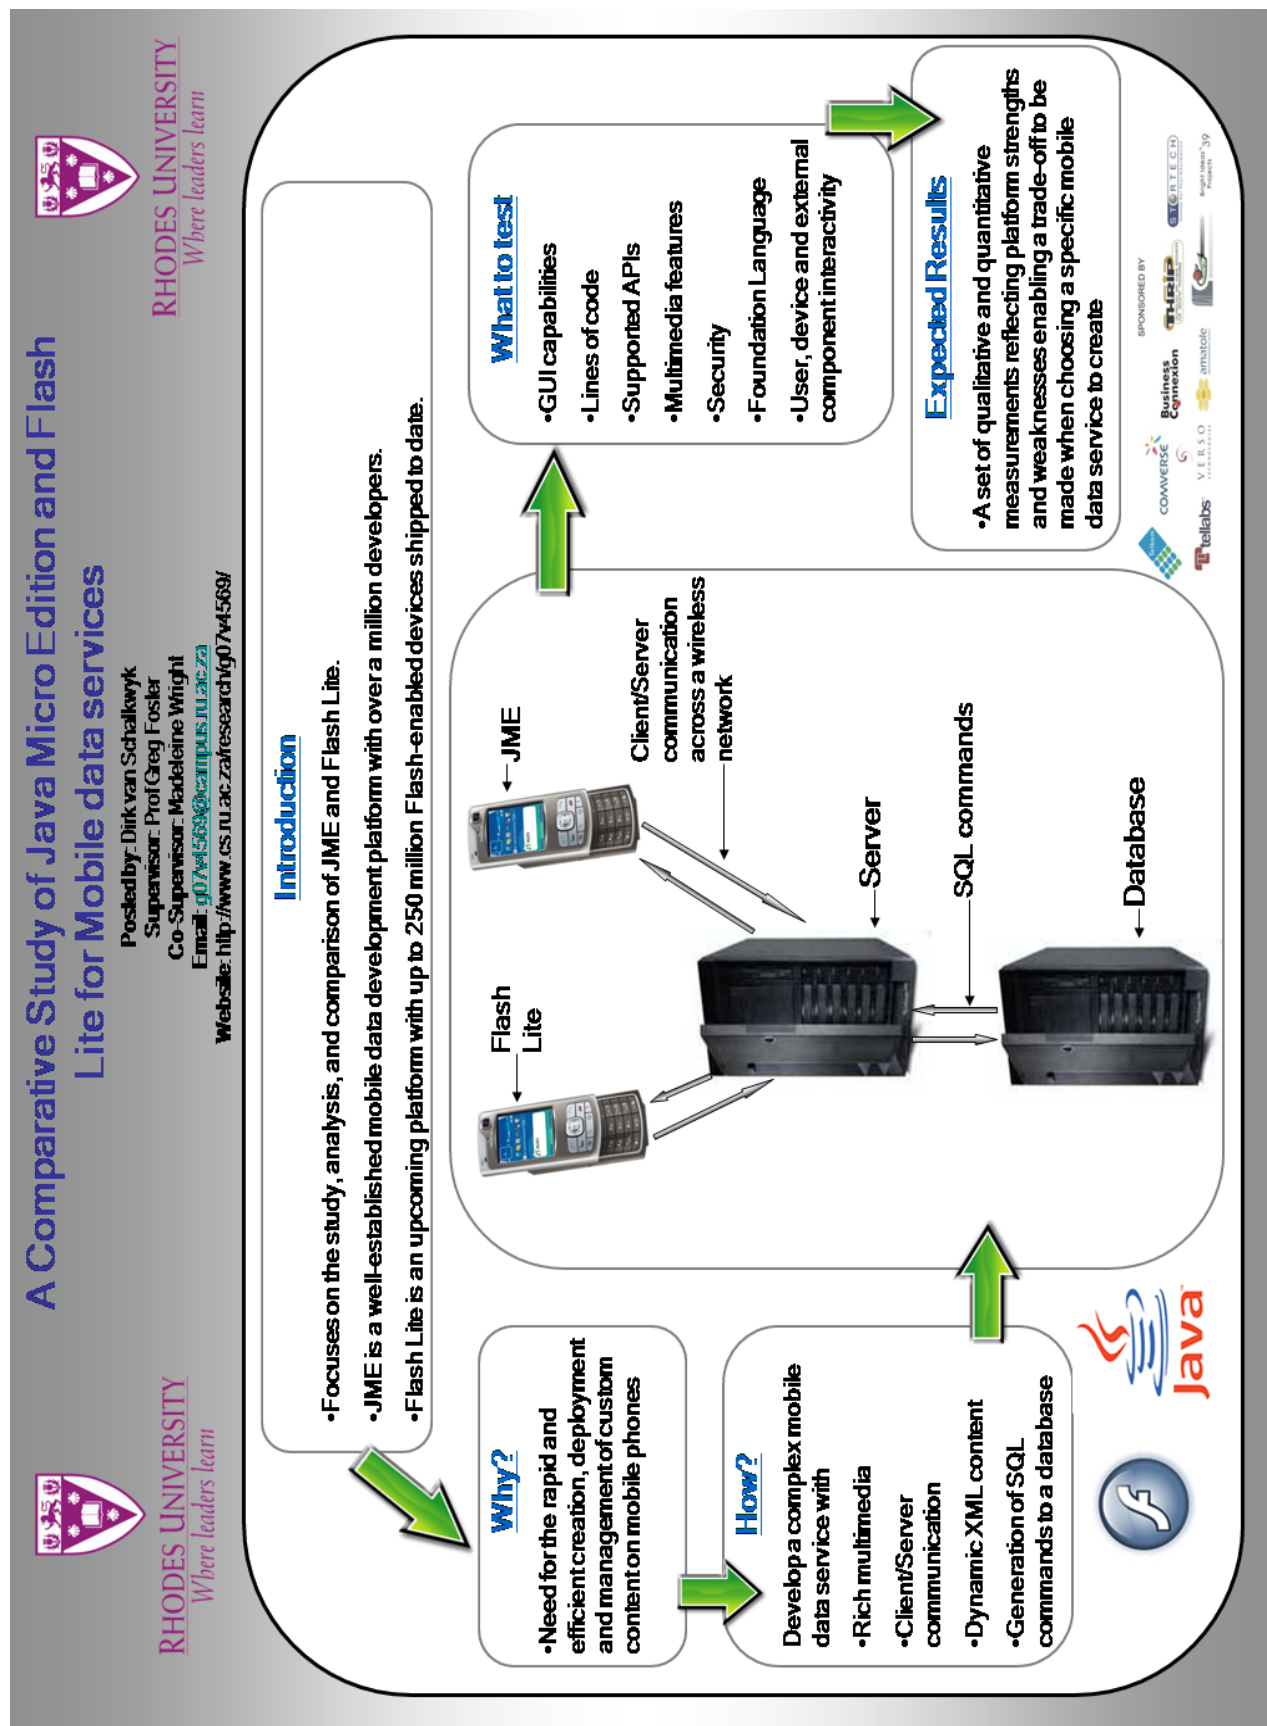 A Comparative Study of Java Micro Edition and Flash
Lite for Mobile data services
Posted by: Dirk van Schalkwyk
Supervisor: Prof Greg Foster
Co-Supervisor: Madeleine Wright
Email: g07v4569@campus.ru.ac.za
Website: http://www.cs.ru.ac.za/research/g07v4569/
RHODES UNIVERSITY
Where leaders learn
RHODES UNIVERSITY
Where leaders learn
Introduction
•Focuses on the study, analysis, and comparison of JME and Flash Lite.
•JME is a well-established mobile data development platform with over a million developers.
•Flash Lite is an upcoming platform with up to 250 million Flash-enabled devices shipped to date.
Why?
•Need for the rapid and
efficient creation, deployment
and management of custom
content on mobile phones
How?
Develop a complex mobile
data service with
•Rich multimedia
•Client/Server
communication
•Dynamic XML content
•Generation of SQL
commands to a database
Java
Flash
Lite
JME
Client/Server
communication
across a wireless
network
Server
SQL commands
Database
What to test
•GUI capabilities
•Lines of code
•Supported APIs
•Multimedia features
•Security
•Foundation Language
•User, device and external
component interactivity
Expected Results
•A set of qualitative and quantitative
measurements reflecting platform strengths
and weaknesses enabling a trade-off to be
made when choosing a specific mobile
data service to create
SPONSORED BY
Telkom
COMVERSE
Business
Connexion
THRIP
STORTECH
tellabs
VERSO
TECHNOLOGIES
amatole
Bright Ideas 39
Projects